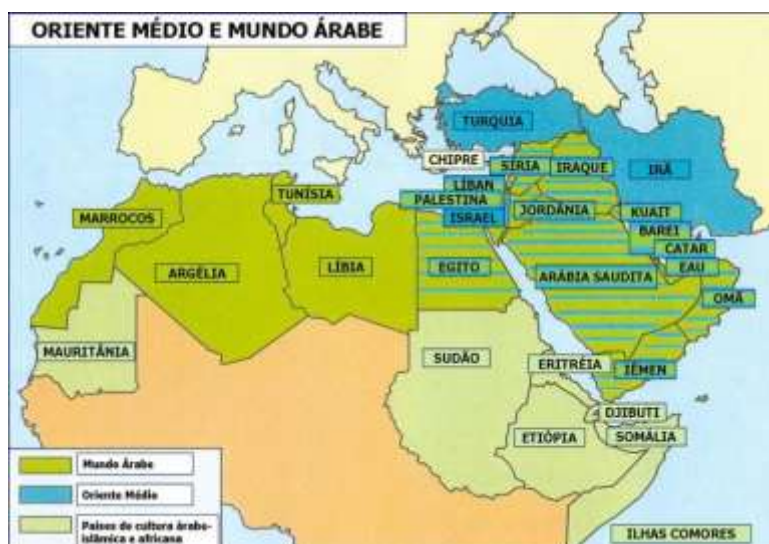 ORIENTE MÉDIO E MUNDO ÁRABE
TURQUIA
CHIPRE
SÍRIA
IRAQUE
IRÃ
LÍBAN
TUNÍSIA
PALESTINA
MARROCOS
ISRAEL
JORDÂNIA
KUAIT
BAREI
CATAR
ARGÉLIA
LÍBIA
EGITO
ARÁBIA SAUDITA
EAU
OMÃ
MAURITÂNIA
SUDÃO
ERITRÉIA
IÊMEN
DJIBUTI
ETIÓPIA
SOMÁLIA
Mundo Árabe
Oriente Médio
Países de cultura árabe-
islâmica e africana
ILHAS COMORES